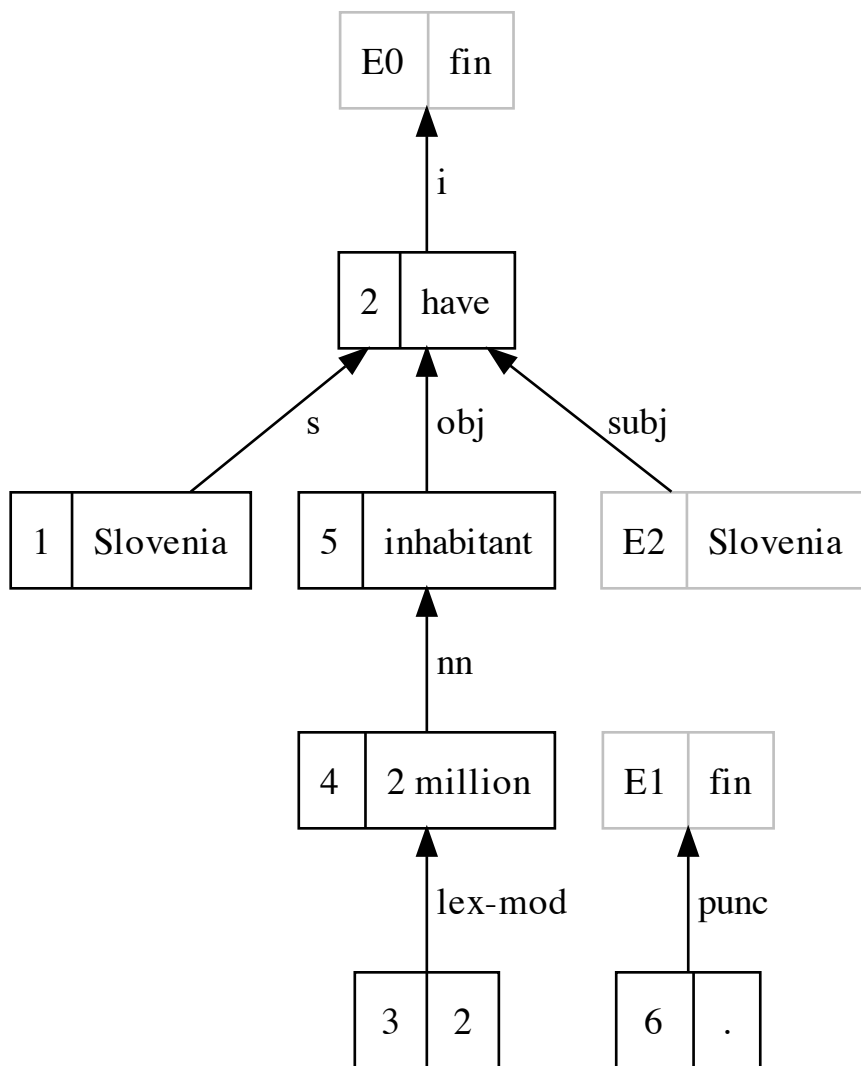 E0 fin
i
2 have
s obj subj
1 Slovenia 5 inhabitant E2 Slovenia
nn
4 2 million E1 fin
lex-mod punc
3 2 6 .